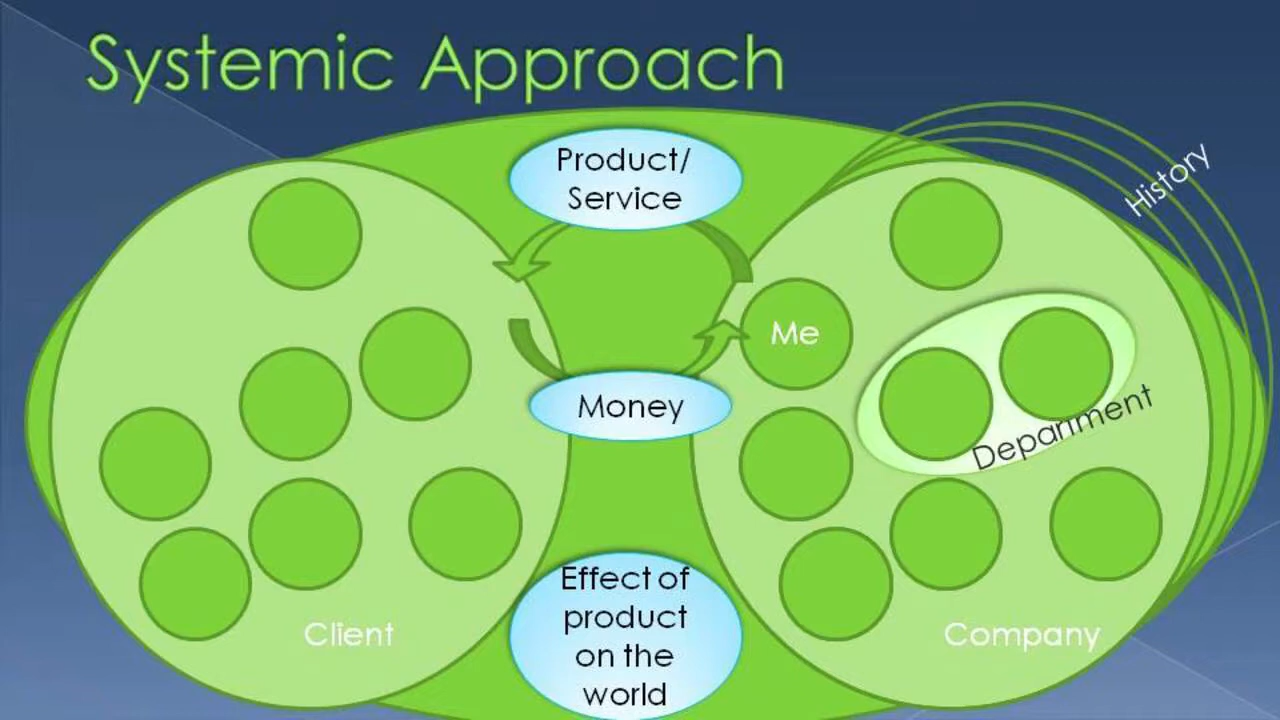 Systemic Approach
Product/
Service
History
Me
Money
Department
Effect of
product
on the
world
Client
Company